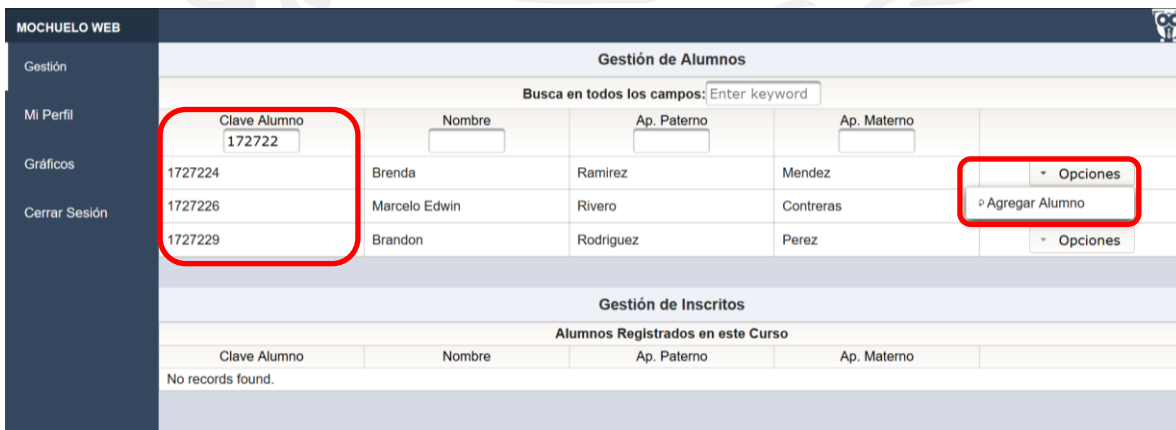 MOCHUELO WEB
Gestión
Mi Perfil
Gráficos
Cerrar Sesión
Gestión de Alumnos
Busca en todos los campos: Enter keyword
Clave Alumno Nombre Ap. Paterno Ap. Materno
172722
1727224 Brenda Ramirez Mendez Opciones
Agregar Alumno
1727226 Marcelo Edwin Rivero Contreras
1727229 Brandon Rodriguez Perez Opciones
Gestión de Inscritos
Alumnos Registrados en este Curso
Clave Alumno Nombre Ap. Paterno Ap. Materno
No records found.